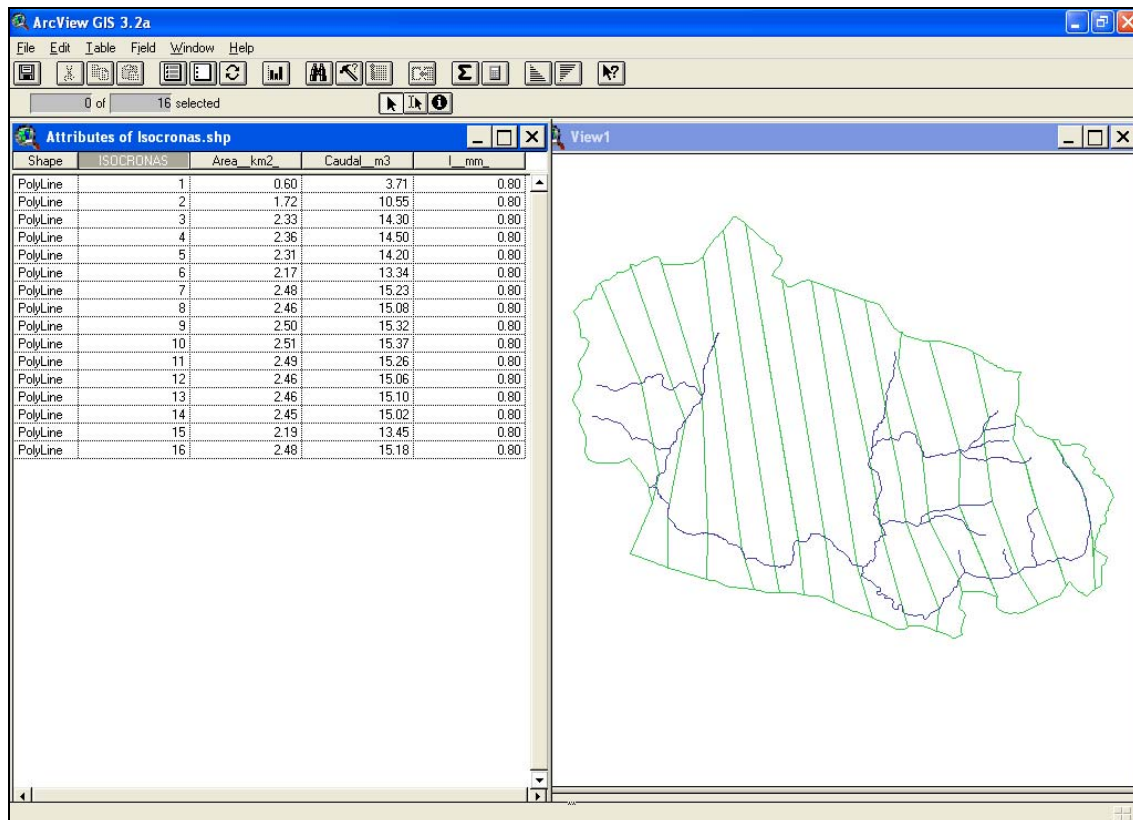 ArcView GIS 3.2a
File Edit Table Field Window Help
0 of 16 selected
Attributes of Isocronas.shp
Shape ISOCRONAS Area__km2_ Caudal__m3 I__mm_
PolyLine 1 0.60 3.71 0.80
PolyLine 2 1.72 10.55 0.80
PolyLine 3 2.33 14.30 0.80
PolyLine 4 2.36 14.50 0.80
PolyLine 5 2.31 14.20 0.80
PolyLine 6 2.17 13.34 0.80
PolyLine 7 2.48 15.23 0.80
PolyLine 8 2.46 15.08 0.80
PolyLine 9 2.50 15.32 0.80
PolyLine 10 2.51 15.37 0.80
PolyLine 11 2.49 15.26 0.80
PolyLine 12 2.46 15.06 0.80
PolyLine 13 2.46 15.10 0.80
PolyLine 14 2.45 15.02 0.80
PolyLine 15 2.19 13.45 0.80
PolyLine 16 2.48 15.18 0.80
View1